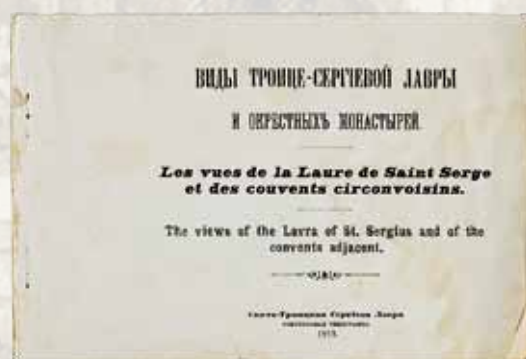 ВИДЫ ТРОИЦЕ-СЕРГІЕВОЙ ЛАВРЫ
И ОКРЕСТНЫХЪ МОНАСТЫРЕЙ.
Les vues de la Laure de Saint Serge
et des couvents circonvoisins.
The views of the Lavra of St. Sergius and of the
convents adjacent.
Свято-Троицкая Сергіева Лавра